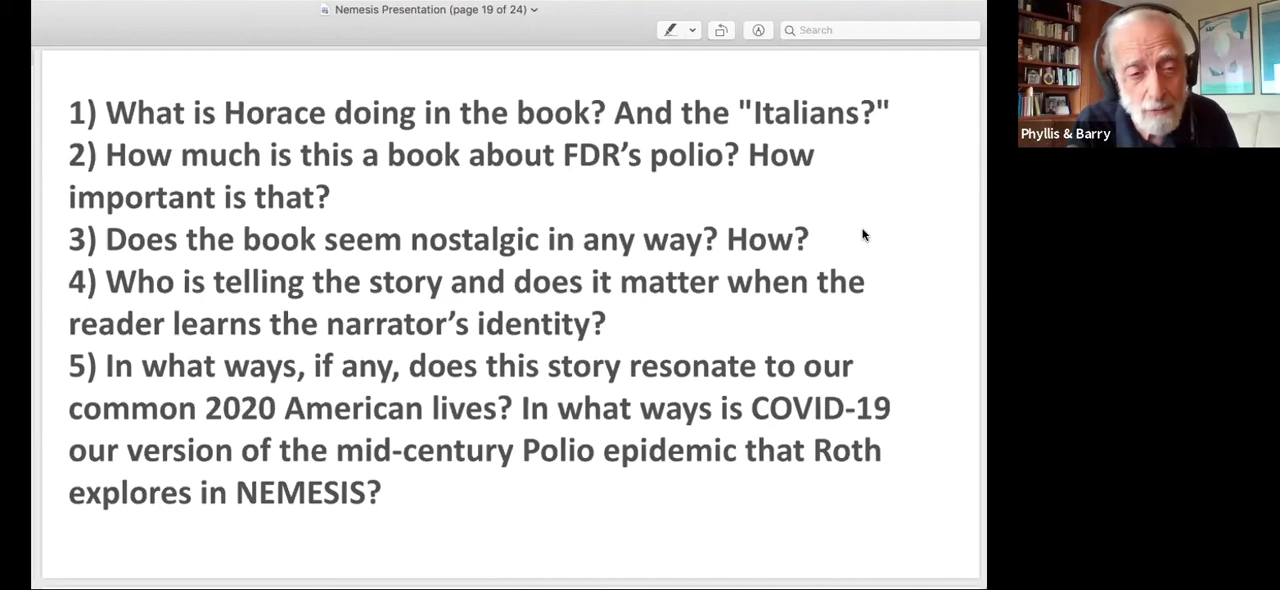 Nemesis Presentation (page 19 of 24)
Search
1) What is Horace doing in the book? And the "Italians?"
2) How much is this a book about FDR’s polio? How
important is that?
3) Does the book seem nostalgic in any way? How?
4) Who is telling the story and does it matter when the
reader learns the narrator’s identity?
5) In what ways, if any, does this story resonate to our
common 2020 American lives? In what ways is COVID-19
our version of the mid-century Polio epidemic that Roth
explores in NEMESIS?
Phyllis & Barry